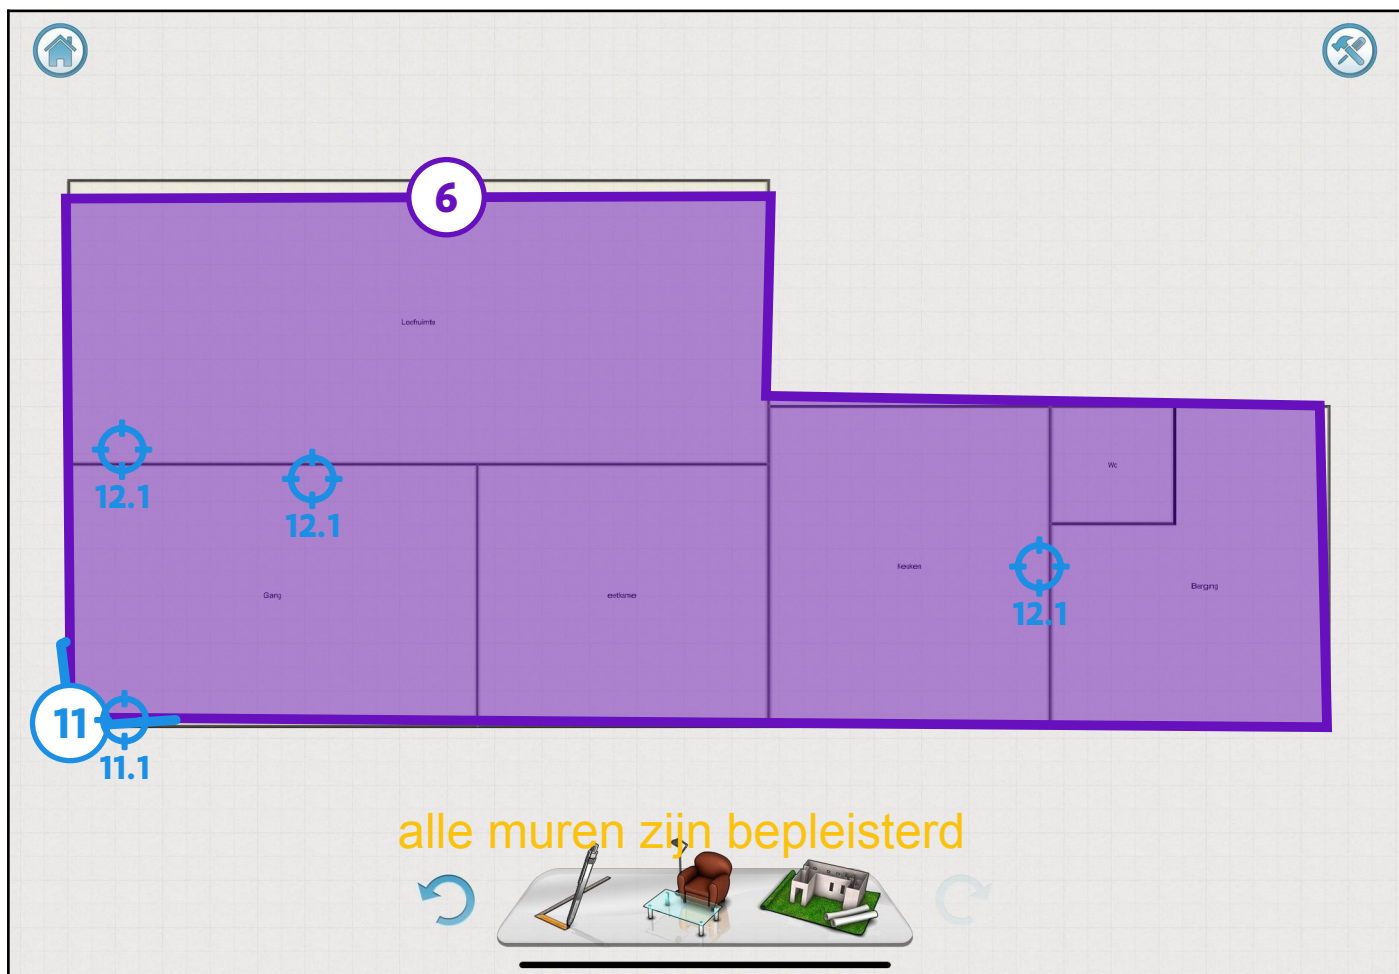 6
Leefruimte
12.1
12.1
Wc
Keuken
12.1
Berging
Gang
eetkamer
11
11.1
alle muren zijn bepleisterd